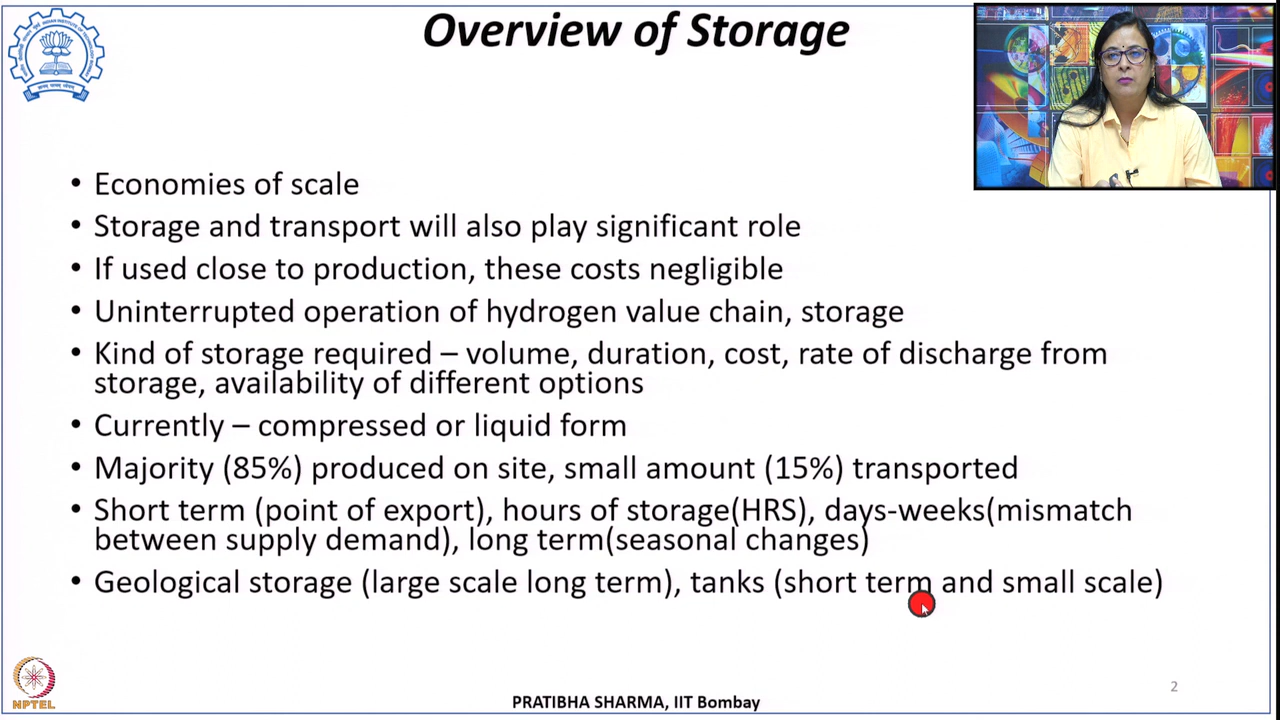 Overview of Storage
• Economies of scale
• Storage and transport will also play significant role
• If used close to production, these costs negligible
• Uninterrupted operation of hydrogen value chain, storage
• Kind of storage required – volume, duration, cost, rate of discharge from
storage, availability of different options
• Currently – compressed or liquid form
• Majority (85%) produced on site, small amount (15%) transported
• Short term (point of export), hours of storage(HRS), days-weeks(mismatch
between supply demand), long term(seasonal changes)
• Geological storage (large scale long term), tanks (short term and small scale)
NPTEL
PRATIBHA SHARMA, IIT Bombay
2